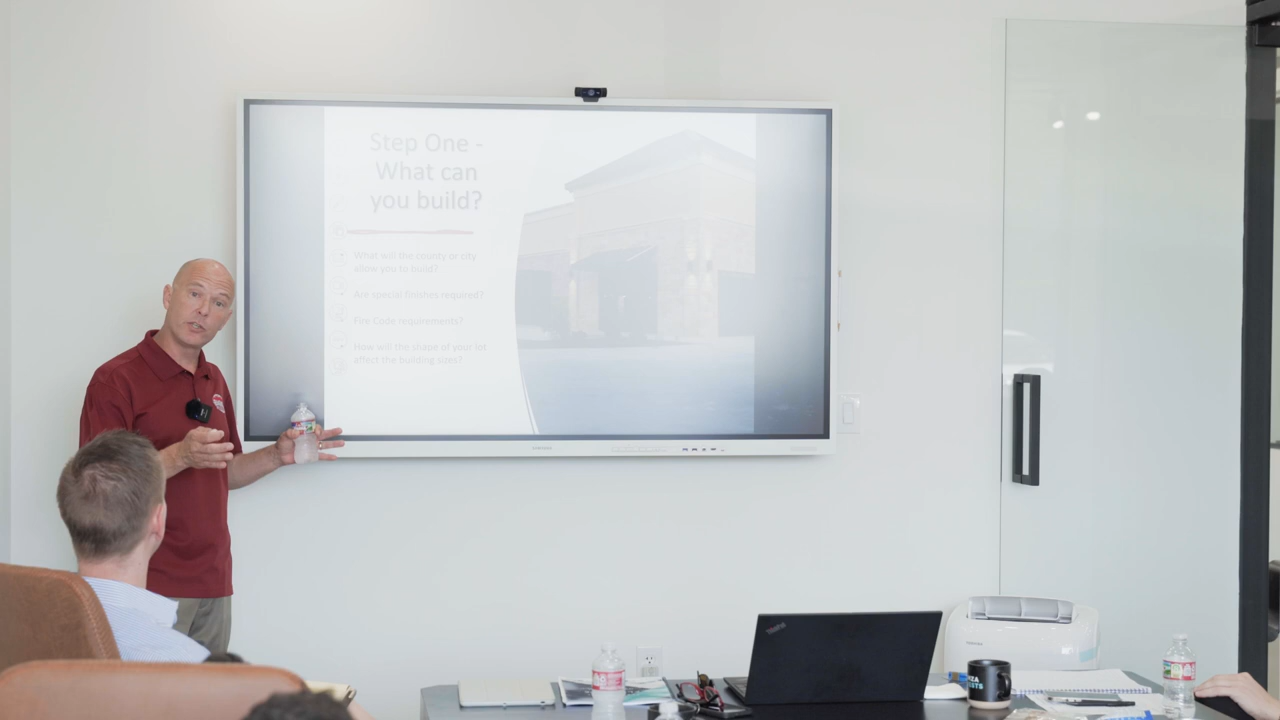 Step One -
What can
you build?
What will the county or city
allow you to build?
Are special finishes required?
Fire Code requirements?
How will the shape of your lot
affect the building sizes?
ThinkPad